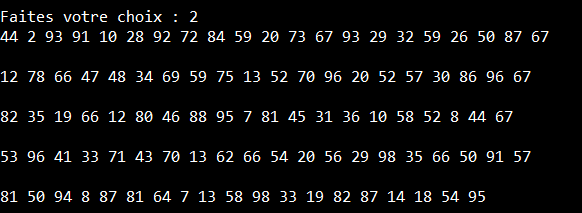 Faites votre choix : 2
44 2 93 91 10 28 92 72 84 59 20 73 67 93 29 32 59 26 50 87 67
12 78 66 47 48 34 69 59 75 13 52 70 96 20 52 57 30 86 96 67
82 35 19 66 12 80 46 88 95 7 81 45 31 36 10 58 52 8 44 67
53 96 41 33 71 43 70 13 62 66 54 20 56 29 98 35 66 50 91 57
81 50 94 8 87 81 64 7 13 58 98 33 19 82 87 14 18 54 95